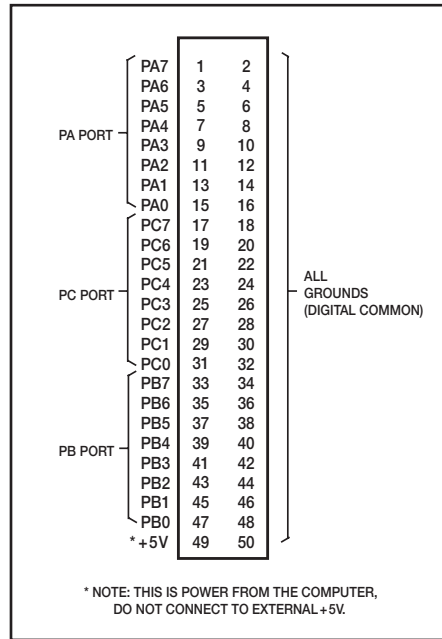 PA7 1 2
PA6 3 4
PA5 5 6
PA4 7 8
PA PORT
PA3 9 10
PA2 11 12
PA1 13 14
PA0 15 16
PC7 17 18
PC6 19 20
PC5 21 22
PC4 23 24
PC PORT
PC3 25 26
PC2 27 28
PC1 29 30
PC0 31 32
PB7 33 34
PB6 35 36
PB5 37 38
PB4 39 40
PB PORT
PB3 41 42
PB2 43 44
PB1 45 46
PB0 47 48
* +5V 49 50
ALL
GROUNDS
(DIGITAL COMMON)
* NOTE: THIS IS POWER FROM THE COMPUTER,
DO NOT CONNECT TO EXTERNAL +5V.